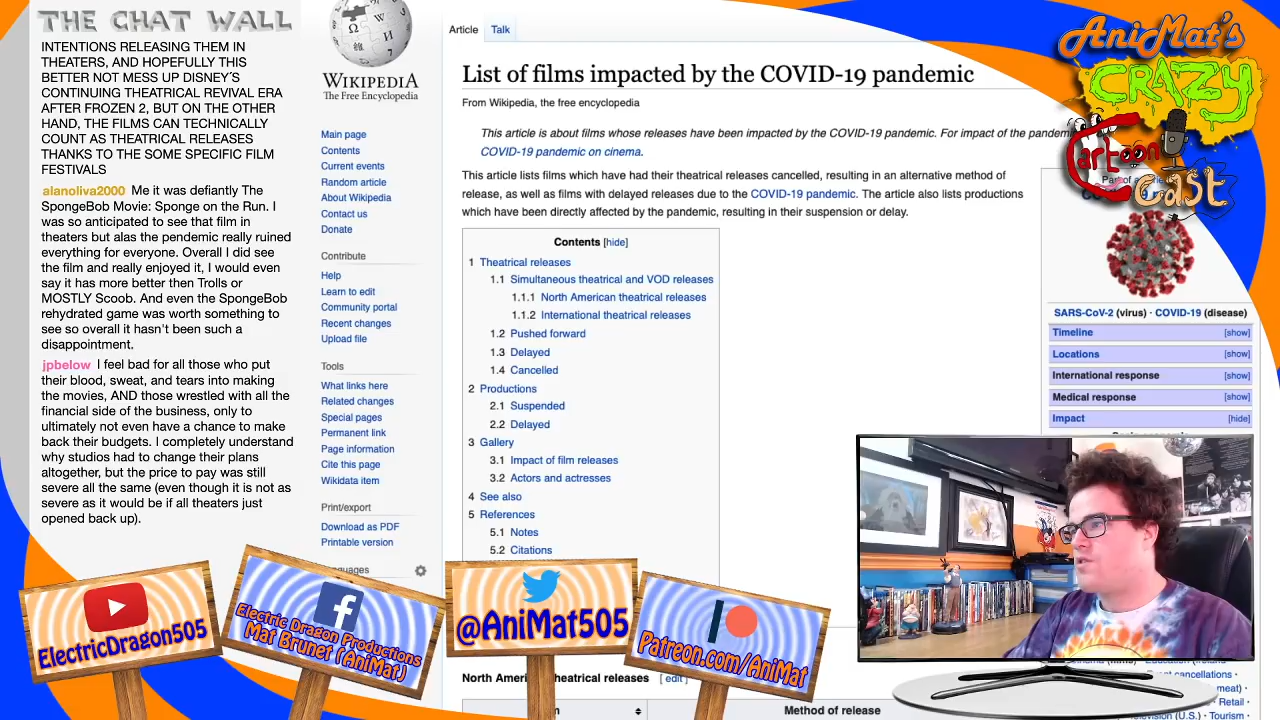 THE CHAT WALL
INTENTIONS RELEASING THEM IN
THEATERS, AND HOPEFULLY THIS
BETTER NOT MESS UP DISNEY'S
CONTINUING THEATRICAL REVIVAL ERA
AFTER FROZEN 2, BUT ON THE OTHER
HAND, THE FILMS CAN TECHNICALLY
COUNT AS THEATRICAL RELEASES
THANKS TO THE SOME SPECIFIC FILM
FESTIVALS
alanoliva2000 Me it was defiantly The
SpongeBob Movie: Sponge on the Run. I
was so anticipated to see that film in
theaters but alas the pendemic really ruined
everything for everyone. Overall I did see
the film and really enjoyed it, I would even
say it has more better then Trolls or
MOSTLY Scoob. And even the SpongeBob
rehydrated game was worth something to
see so overall it hasn't been such a
disappointment.
jpbelow I feel bad for all those who put
their blood, sweat, and tears into making
the movies, AND those wrestled with all the
financial side of the business, only to
ultimately not even have a chance to make
back their budgets. I completely understand
why studios had to change their plans
altogether, but the price to pay was still
severe all the same (even though it is not as
severe as it would be if all theaters just
opened back up).
WIKIPEDIA
The Free Encyclopedia
Main page
Contents
Current events
Random article
About Wikipedia
Contact us
Donate
Contribute
Help
Learn to edit
Community portal
Recent changes
Upload file
Tools
What links here
Related changes
Special pages
Permanent link
Page information
Cite this page
Wikidata item
Print/export
Download as PDF
Printable version
Article Talk
List of films impacted by the COVID-19 pandemic
From Wikipedia, the free encyclopedia
This article is about films whose releases have been impacted by the COVID-19 pandemic. For impact of the
COVID-19 pandemic on cinema.
This article lists films which have had their theatrical releases cancelled, resulting in an alternative method of
release, as well as films with delayed releases due to the COVID-19 pandemic. The article also lists productions
which have been directly affected by the pandemic, resulting in their suspension or delay.
Contents [hide]
1 Theatrical releases
1.1 Simultaneous theatrical and VOD releases
1.1.1 North American theatrical releases
1.1.2 International theatrical releases
1.2 Pushed forward
1.3 Delayed
1.4 Cancelled
2 Productions
2.1 Suspended
2.2 Delayed
3 Gallery
3.1 Impact of film releases
3.2 Actors and actresses
4 See also
5 References
5.1 Notes
5.2 Citations
[ edit ]
Method of release
AniMat's
CRAZY
Cartoon
Cast
SARS-CoV-2 (virus) · COVID-19 (disease)
Timeline [show]
Locations [show]
International response [show]
Medical response [show]
Impact [hide]
cancellations ·
Retail ·
(U.S.) · Tourism ·
ElectricDragon505
Electric Dragon Productions
Mat Brunet (AniMat)
@AniMat505
Patreon.com/AniMat